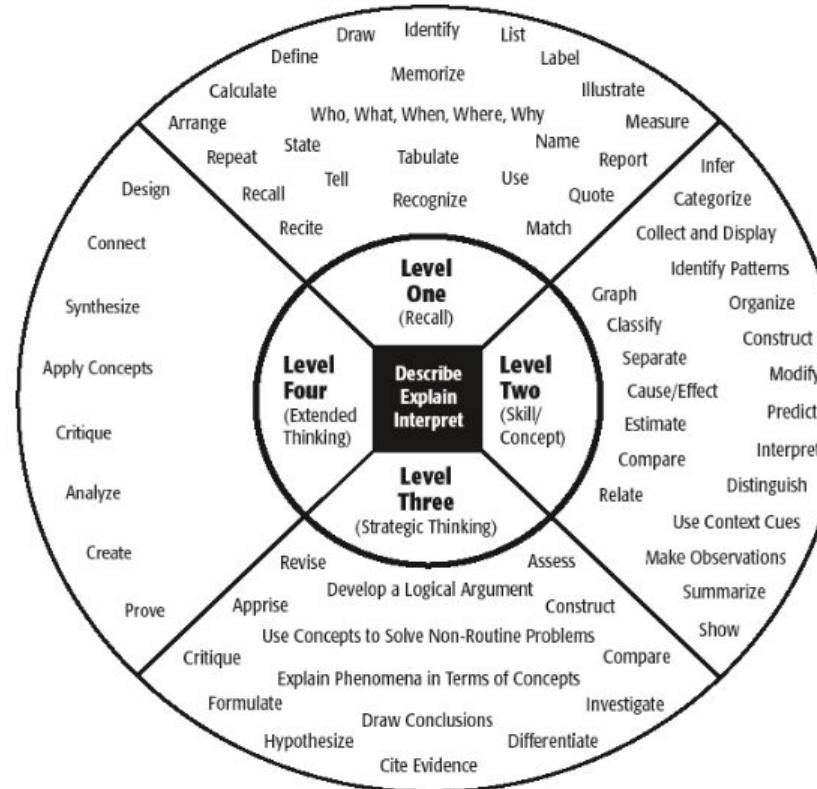 Draw
Identify
List
Define
Label
Memorize
Calculate
Illustrate
Arrange
Who, What, When, Where, Why
Measure
State
Name
Repeat
Tabulate
Report
Recall
Tell
Use
Quote
Recognize
Recite
Match
Infer
Categorize
Collect and Display
Identify Patterns
Graph
Organize
Classify
Construct
Separate
Modify
Cause/Effect
Predict
Estimate
Interpret
Compare
Distinguish
Relate
Use Context Cues
Make Observations
Summarize
Show
Level
One
(Recall)
Level
Two
(Skill/
Concept)
Level
Three
(Strategic Thinking)
Level
Four
(Extended
Thinking)
Describe
Explain
Interpret
Revise
Assess
Develop a Logical Argument
Apprise
Construct
Use Concepts to Solve Non-Routine Problems
Critique
Compare
Explain Phenomena in Terms of Concepts
Formulate
Investigate
Draw Conclusions
Hypothesize
Differentiate
Cite Evidence
Design
Connect
Synthesize
Apply Concepts
Critique
Analyze
Create
Prove